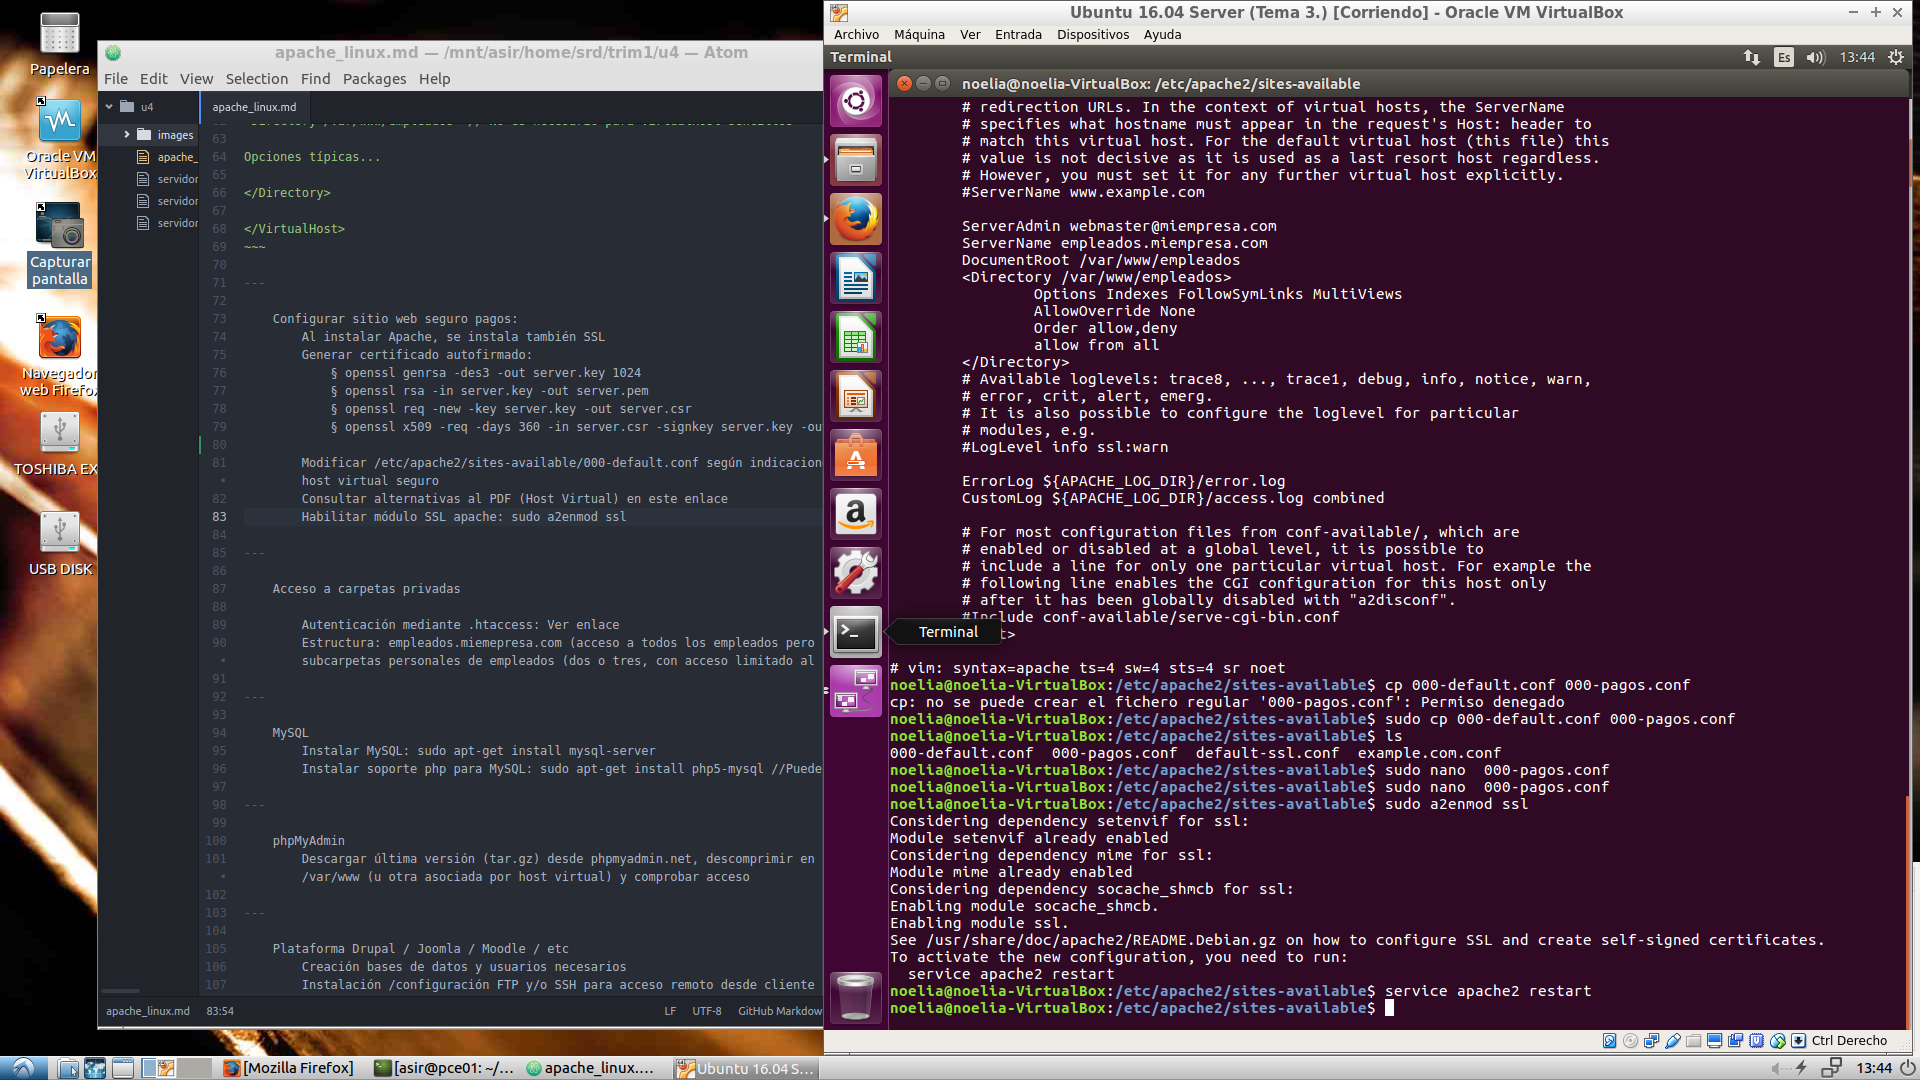 Papelera
Oracle VM
VirtualBox
Capturar
pantalla
Navegador
web Firefox
TOSHIBA EX
USB DISK
apache_linux.md — /mnt/asir/home/srd/trim1/u4 — Atom
File Edit View Selection Find Packages Help
u4
images
apache_
servidor
servidor
servidor
apache_linux.md
63
64 Opciones típicas...
65
66 </Directory>
67
68 </VirtualHost>
69 ~~~
70
71 ---
72
73 Configurar sitio web seguro pagos:
74 Al instalar Apache, se instala también SSL
75 Generar certificado autofirmado:
76 § openssl genrsa -des3 -out server.key 1024
77 § openssl rsa -in server.key -out server.pem
78 § openssl req -new -key server.key -out server.csr
79 § openssl x509 -req -days 360 -in server.csr -signkey server.key -ou
80
81 Modificar /etc/apache2/sites-available/000-default.conf según indicacion
• host virtual seguro
82 Consultar alternativas al PDF (Host Virtual) en este enlace
83 Habilitar módulo SSL apache: sudo a2enmod ssl
84
85 ---
86
87 Acceso a carpetas privadas
88
89 Autenticación mediante .htaccess: Ver enlace
90 Estructura: empleados.miemepresa.com (acceso a todos los empleados pero
• subcarpetas personales de empleados (dos o tres, con acceso limitado al
91
92 ---
93
94 MySQL
95 Instalar MySQL: sudo apt-get install mysql-server
96 Instalar soporte php para MySQL: sudo apt-get install php5-mysql //Puede
97
98 ---
99
100 phpMyAdmin
101 Descargar última versión (tar.gz) desde phpmyadmin.net, descomprimir en
• /var/www (u otra asociada por host virtual) y comprobar acceso
102
103 ---
104
105 Plataforma Drupal / Joomla / Moodle / etc
106 Creación bases de datos y usuarios necesarios
107 Instalación /configuración FTP y/o SSH para acceso remoto desde cliente
apache_linux.md 83:54 LF UTF-8 GitHub Markdow
Ubuntu 16.04 Server (Tema 3.) [Corriendo] - Oracle VM VirtualBox
Archivo Máquina Ver Entrada Dispositivos Ayuda
Terminal Es 13:44
noelia@noelia-VirtualBox: /etc/apache2/sites-available
# redirection URLs. In the context of virtual hosts, the ServerName
# specifies what hostname must appear in the request's Host: header to
# match this virtual host. For the default virtual host (this file) this
# value is not decisive as it is used as a last resort host regardless.
# However, you must set it for any further virtual host explicitly.
#ServerName www.example.com
ServerAdmin webmaster@miempresa.com
ServerName empleados.miempresa.com
DocumentRoot /var/www/empleados
<Directory /var/www/empleados>
Options Indexes FollowSymLinks MultiViews
AllowOverride None
Order allow,deny
allow from all
</Directory>
# Available loglevels: trace8, ..., trace1, debug, info, notice, warn,
# error, crit, alert, emerg.
# It is also possible to configure the loglevel for particular
# modules, e.g.
#LogLevel info ssl:warn
ErrorLog ${APACHE_LOG_DIR}/error.log
CustomLog ${APACHE_LOG_DIR}/access.log combined
# For most configuration files from conf-available/, which are
# enabled or disabled at a global level, it is possible to
# include a line for only one particular virtual host. For example the
# following line enables the CGI configuration for this host only
# after it has been globally disabled with "a2disconf".
#Include conf-available/serve-cgi-bin.conf
Terminal t>
# vim: syntax=apache ts=4 sw=4 sts=4 sr noet
noelia@noelia-VirtualBox:/etc/apache2/sites-available$ cp 000-default.conf 000-pagos.conf
cp: no se puede crear el fichero regular '000-pagos.conf': Permiso denegado
noelia@noelia-VirtualBox:/etc/apache2/sites-available$ sudo cp 000-default.conf 000-pagos.conf
noelia@noelia-VirtualBox:/etc/apache2/sites-available$ ls
000-default.conf 000-pagos.conf default-ssl.conf example.com.conf
noelia@noelia-VirtualBox:/etc/apache2/sites-available$ sudo nano 000-pagos.conf
noelia@noelia-VirtualBox:/etc/apache2/sites-available$ sudo nano 000-pagos.conf
noelia@noelia-VirtualBox:/etc/apache2/sites-available$ sudo a2enmod ssl
Considering dependency setenvif for ssl:
Module setenvif already enabled
Considering dependency mime for ssl:
Module mime already enabled
Considering dependency socache_shmcb for ssl:
Enabling module socache_shmcb.
Enabling module ssl.
See /usr/share/doc/apache2/README.Debian.gz on how to configure SSL and create self-signed certificates.
To activate the new configuration, you need to run:
service apache2 restart
noelia@noelia-VirtualBox:/etc/apache2/sites-available$ service apache2 restart
noelia@noelia-VirtualBox:/etc/apache2/sites-available$
Ctrl Derecho
[Mozilla Firefox] [asir@pce01: ~/... apache_linux.... Ubuntu 16.04 S... 13:44